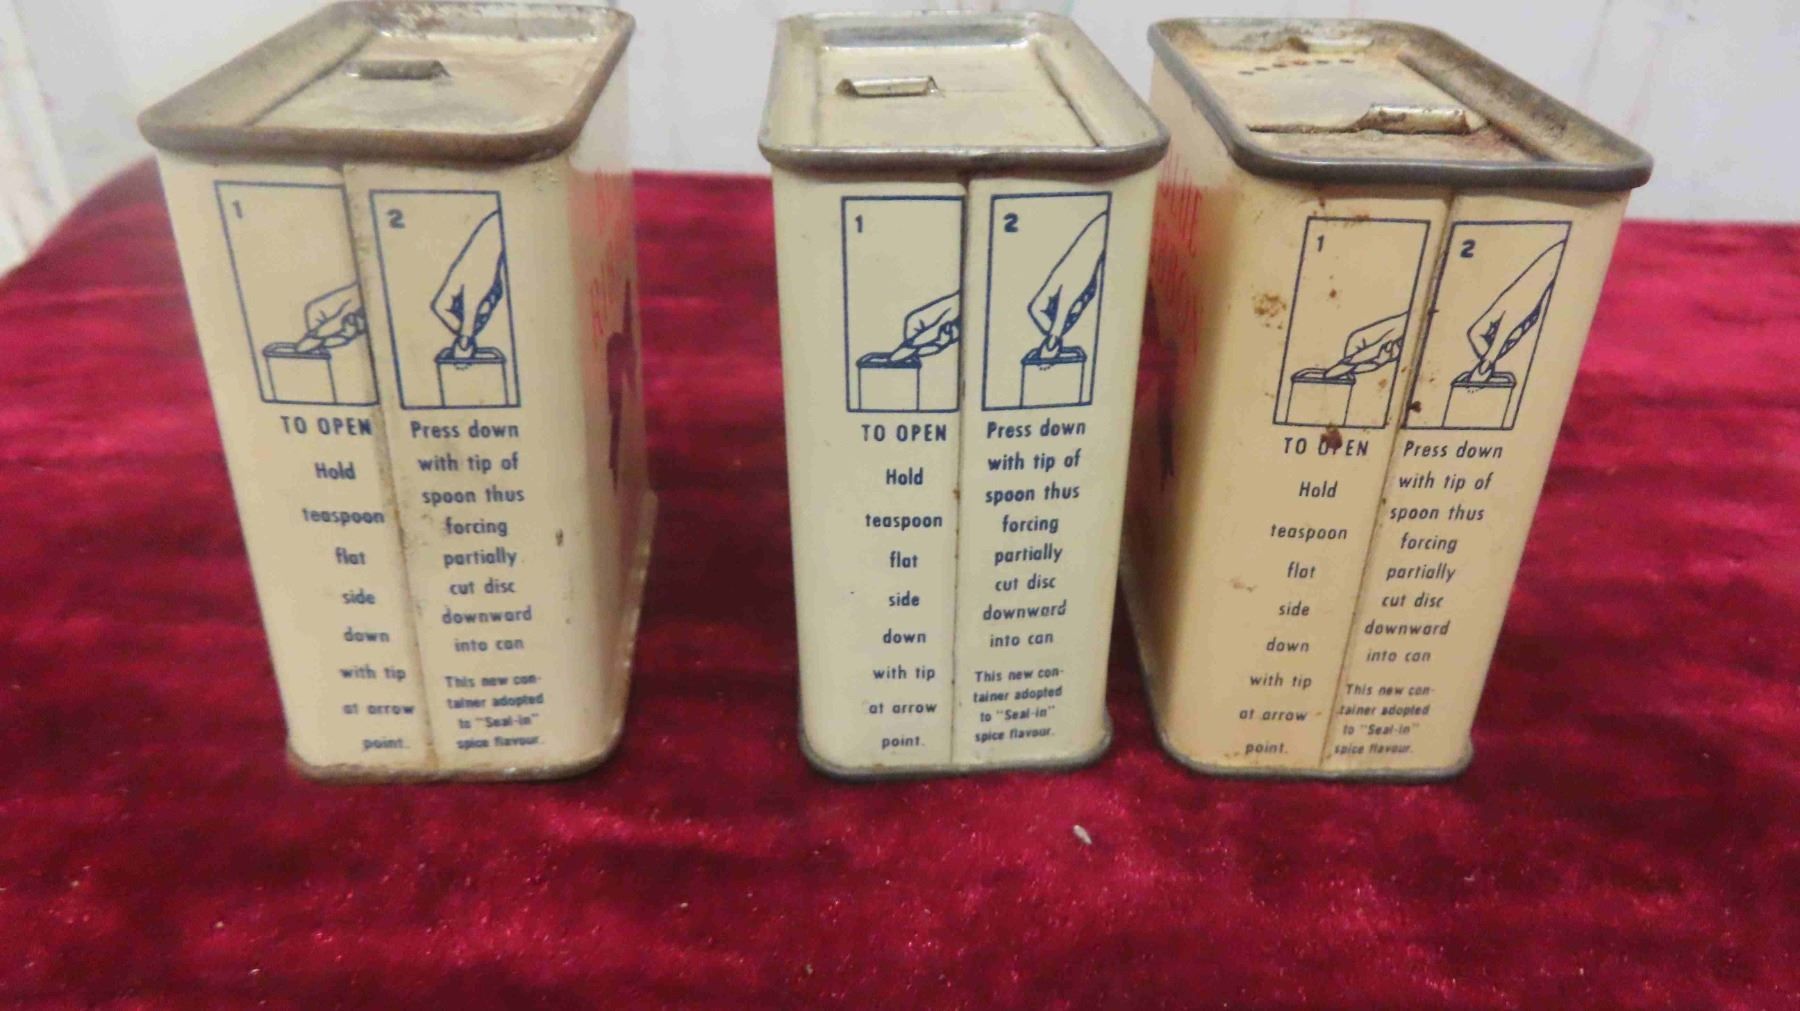 1
TO OPEN
Hold
teaspoon
flat
side
down
with tip
at arrow
point.
2
Press down
with tip of
spoon thus
forcing
partially
cut disc
downward
into can
This new con-
tainer adopted
to "Seal-in"
spice flavour.
1
TO OPEN
Hold
teaspoon
flat
side
down
with tip
at arrow
point.
2
Press down
with tip of
spoon thus
forcing
partially
cut disc
downward
into can
This new con-
tainer adopted
to "Seal-in"
spice flavour.
1
TO OPEN
Hold
teaspoon
flat
side
down
with tip
at arrow
point.
2
Press down
with tip of
spoon thus
forcing
partially
cut disc
downward
into can
This new con-
tainer adopted
to "Seal-in"
spice flavour.